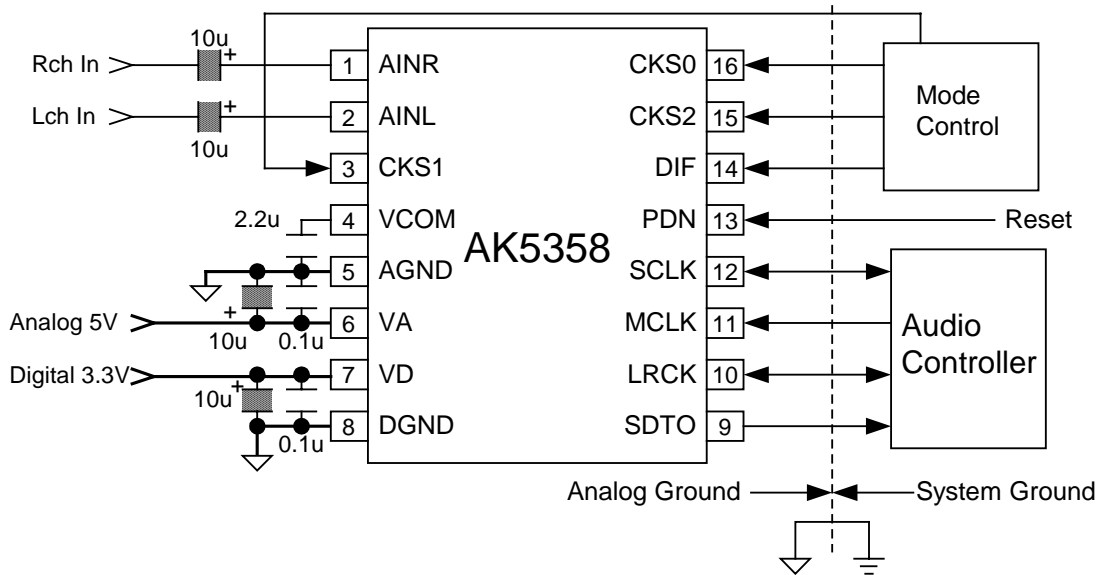 10u
+
Rch In
1
AINR
CKS0
16
Mode
Control
Lch In
+
10u
2
AINL
CKS2
15
3
CKS1
DIF
14
2.2u
4
VCOM
PDN
13
Reset
AK5358
5
AGND
SCLK
12
Analog 5V
+
10u
0.1u
6
VA
MCLK
11
Audio
Controller
Digital 3.3V
7
VD
LRCK
10
10u
+
0.1u
8
DGND
SDTO
9
Analog Ground
System Ground